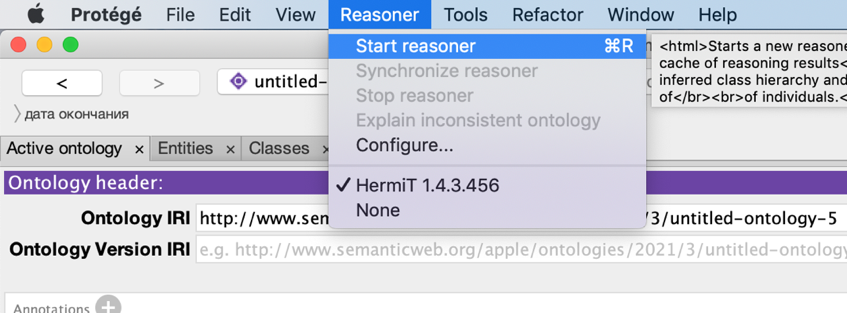 Protégé File Edit View Reasoner Tools Refactor Window Help
Start reasoner ⌘R
Synchronize reasoner
Stop reasoner
Explain inconsistent ontology
Configure...
✓ HermiT 1.4.3.456
None
<html>Starts a new reasone
cache of reasoning results<
inferred class hierarchy and
of</br><br>of individuals.<
< > untitled-
дата окончания
Active ontology × Entities × Classes ×
Ontology header:
Ontology IRI http://www.sem /3/untitled-ontology-5
Ontology Version IRI e.g. http://www.semanticweb.org/apple/ontologies/2021/3/untitled-ontology
Annotations +